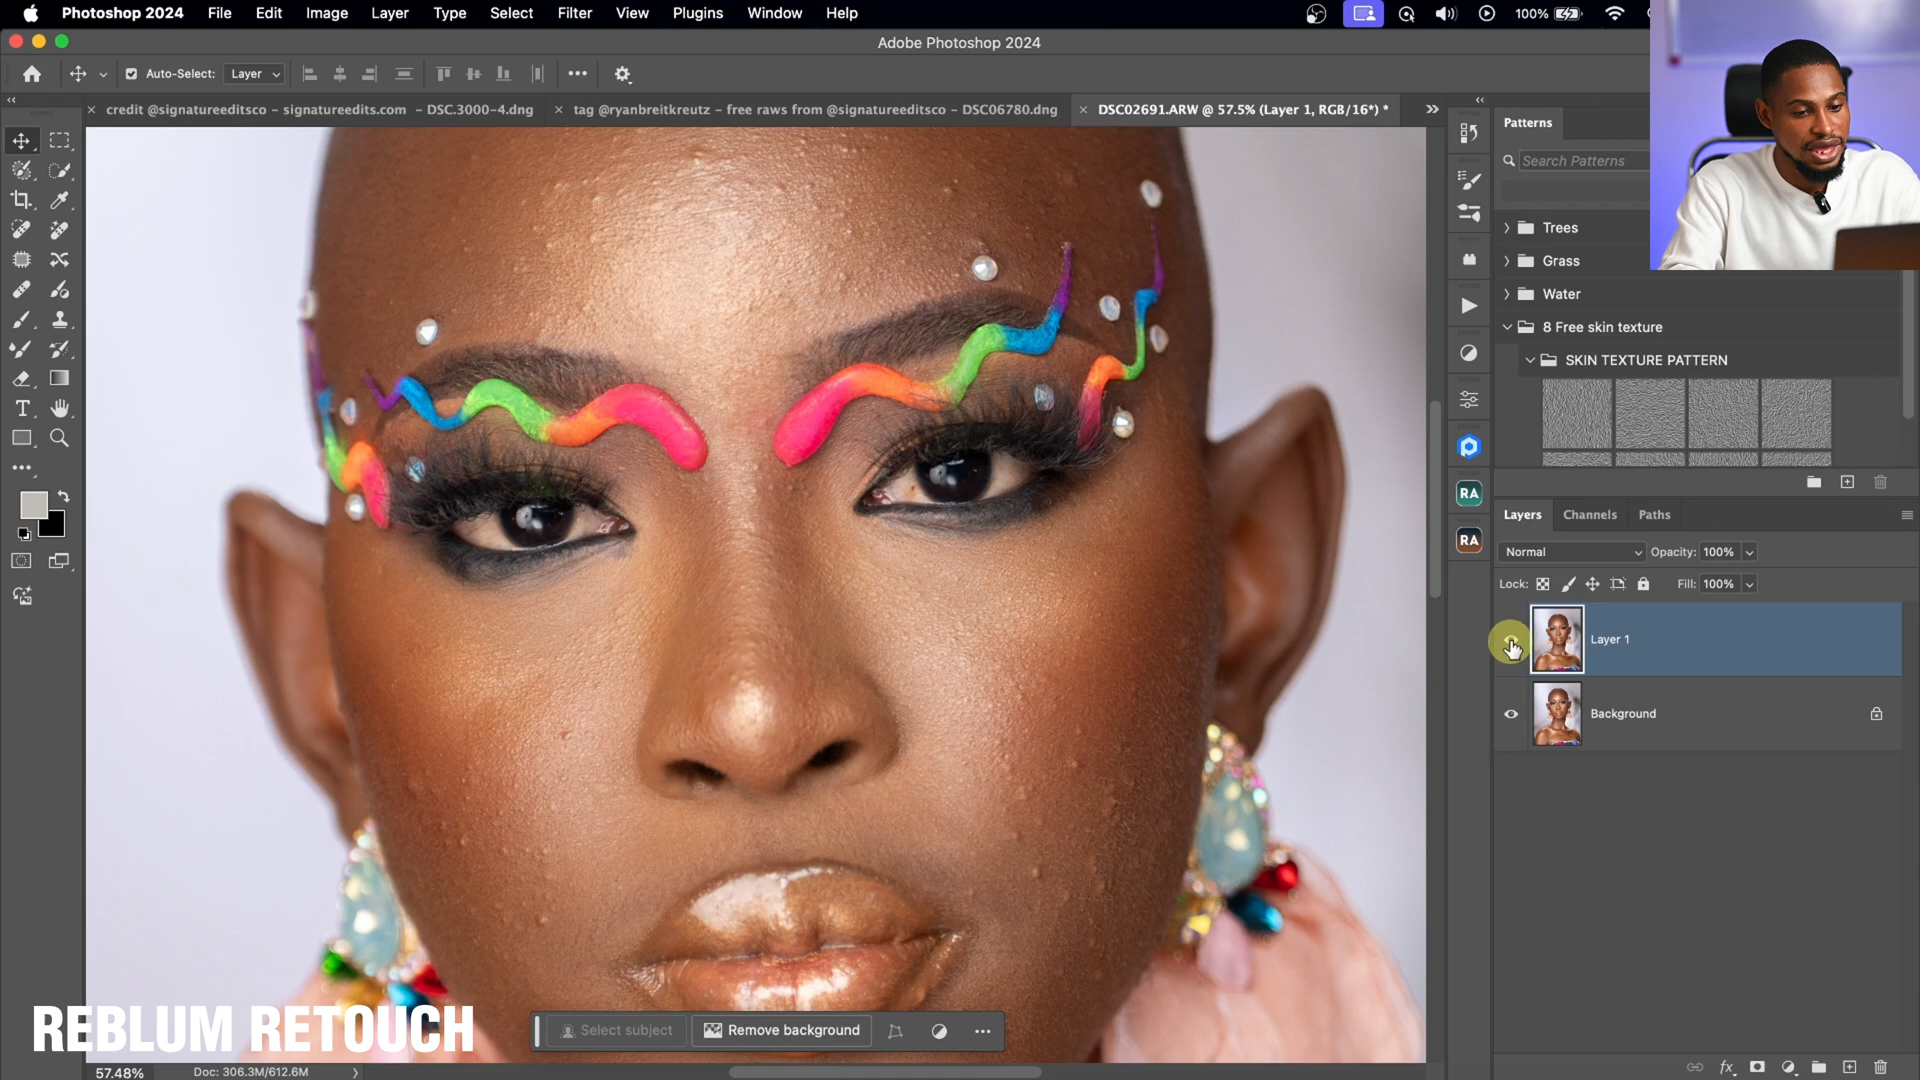 Photoshop 2024 File Edit Image Layer Type Select Filter View Plugins Window Help 100%
Adobe Photoshop 2024
Auto-Select: Layer
credit @signatureeditsco - signatureedits.com - DSC.3000-4.dng
tag @ryanbreitkreutz - free raws from @signatureeditsco - DSC06780.dng
DSC02691.ARW @ 57.5% (Layer 1, RGB/16*) *
Patterns
Search Patterns
Trees
Grass
Water
8 Free skin texture
SKIN TEXTURE PATTERN
RA
RA
Layers Channels Paths
Normal Opacity: 100%
Lock: Fill: 100%
Layer 1
Background
fx
REBLUM RETOUCH
Select subject Remove background
57.48% Doc: 306.3M/612.6M